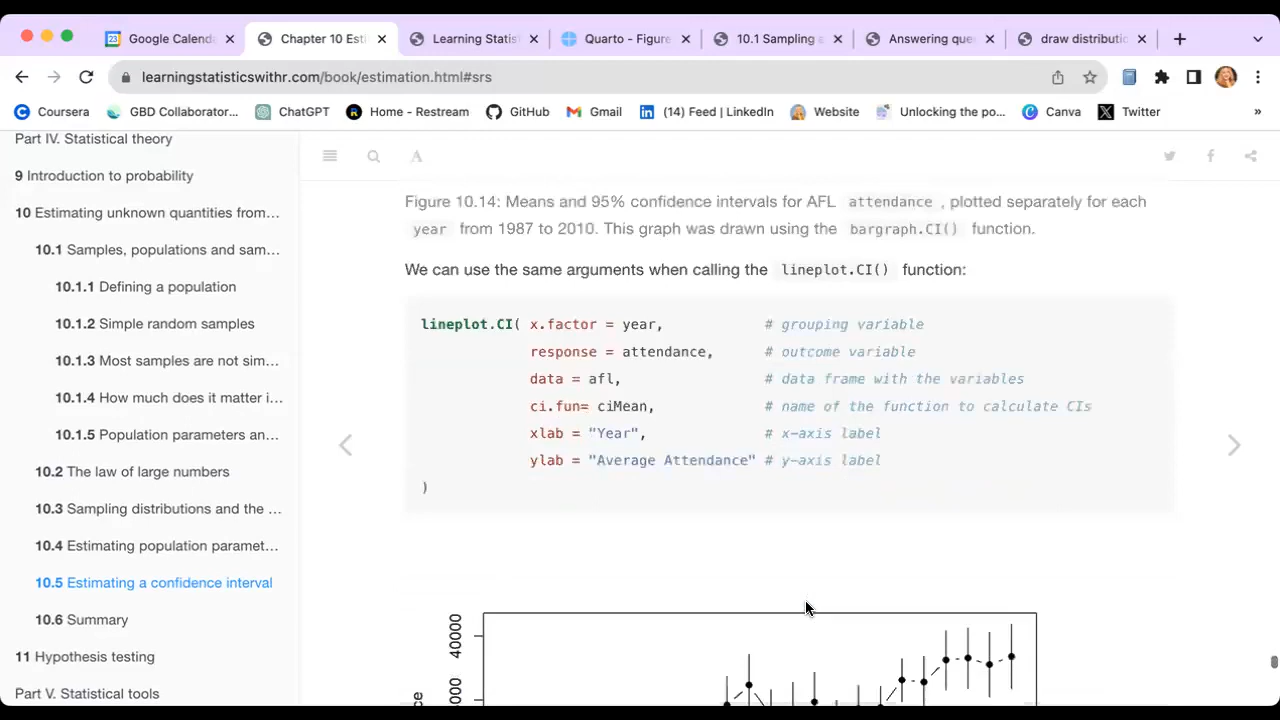 Google Calenda
Chapter 10 Esti
Learning Statis
Quarto - Figure
10.1 Sampling a
Answering que
draw distributio
learningstatisticswithr.com/book/estimation.html#srs
Coursera
GBD Collaborator...
ChatGPT
Home - Restream
GitHub
Gmail
(14) Feed | LinkedIn
Website
Unlocking the po...
Canva
Twitter
»
Part IV. Statistical theory
9 Introduction to probability
10 Estimating unknown quantities from...
10.1 Samples, populations and sam...
10.1.1 Defining a population
10.1.2 Simple random samples
10.1.3 Most samples are not sim...
10.1.4 How much does it matter i...
10.1.5 Population parameters an...
10.2 The law of large numbers
10.3 Sampling distributions and the ...
10.4 Estimating population paramet...
10.5 Estimating a confidence interval
10.6 Summary
11 Hypothesis testing
Part V. Statistical tools
Figure 10.14: Means and 95% confidence intervals for AFL attendance , plotted separately for each
year from 1987 to 2010. This graph was drawn using the bargraph.CI() function.
We can use the same arguments when calling the lineplot.CI() function:
lineplot.CI( x.factor = year, # grouping variable
response = attendance, # outcome variable
data = afl, # data frame with the variables
ci.fun= ciMean, # name of the function to calculate CIs
xlab = "Year", # x-axis label
ylab = "Average Attendance" # y-axis label
)
40000